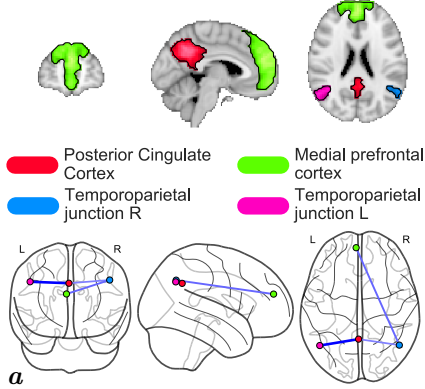 Posterior Cingulate
Cortex
Medial prefrontal
cortex
Temporoparietal
junction R
Temporoparietal
junction L
L
R
L
R
a